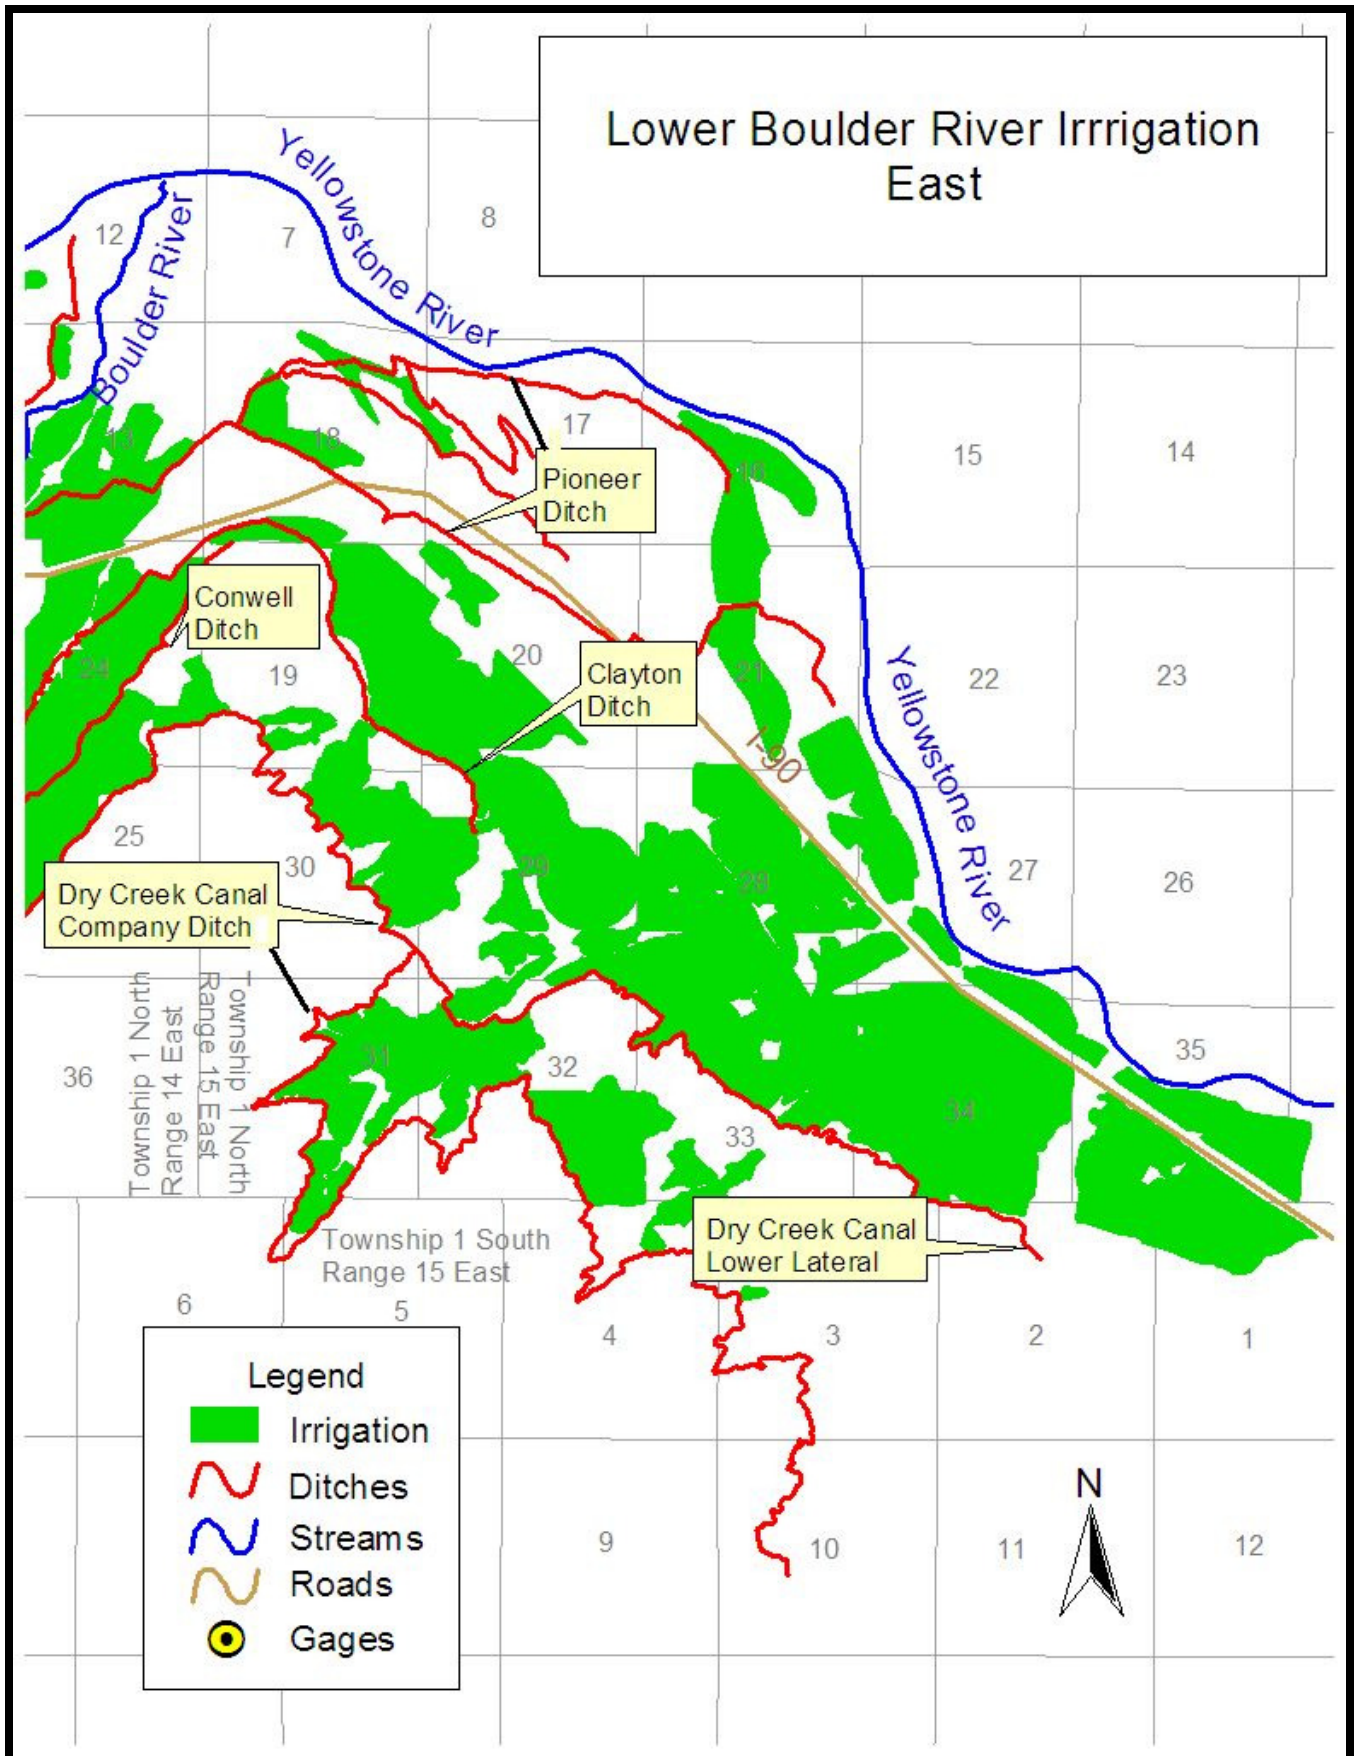 Lower Boulder River Irrrigation
East
Yellowstone River
Boulder River
12
7
8
13
18
17
16
15
14
Pioneer
Ditch
Conwell
Ditch
24
19
20
Clayton
Ditch
21
22
23
I-90
Yellowstone River
25
30
29
28
27
26
Dry Creek Canal
Company Ditch
36
Township 1 North
Range 14 East
Township 1 North
Range 15 East
31
32
33
34
35
Township 1 South
Range 15 East
Dry Creek Canal
Lower Lateral
6
5
4
3
2
1
9
10
11
12
Legend
Irrigation
Ditches
Streams
Roads
Gages
N